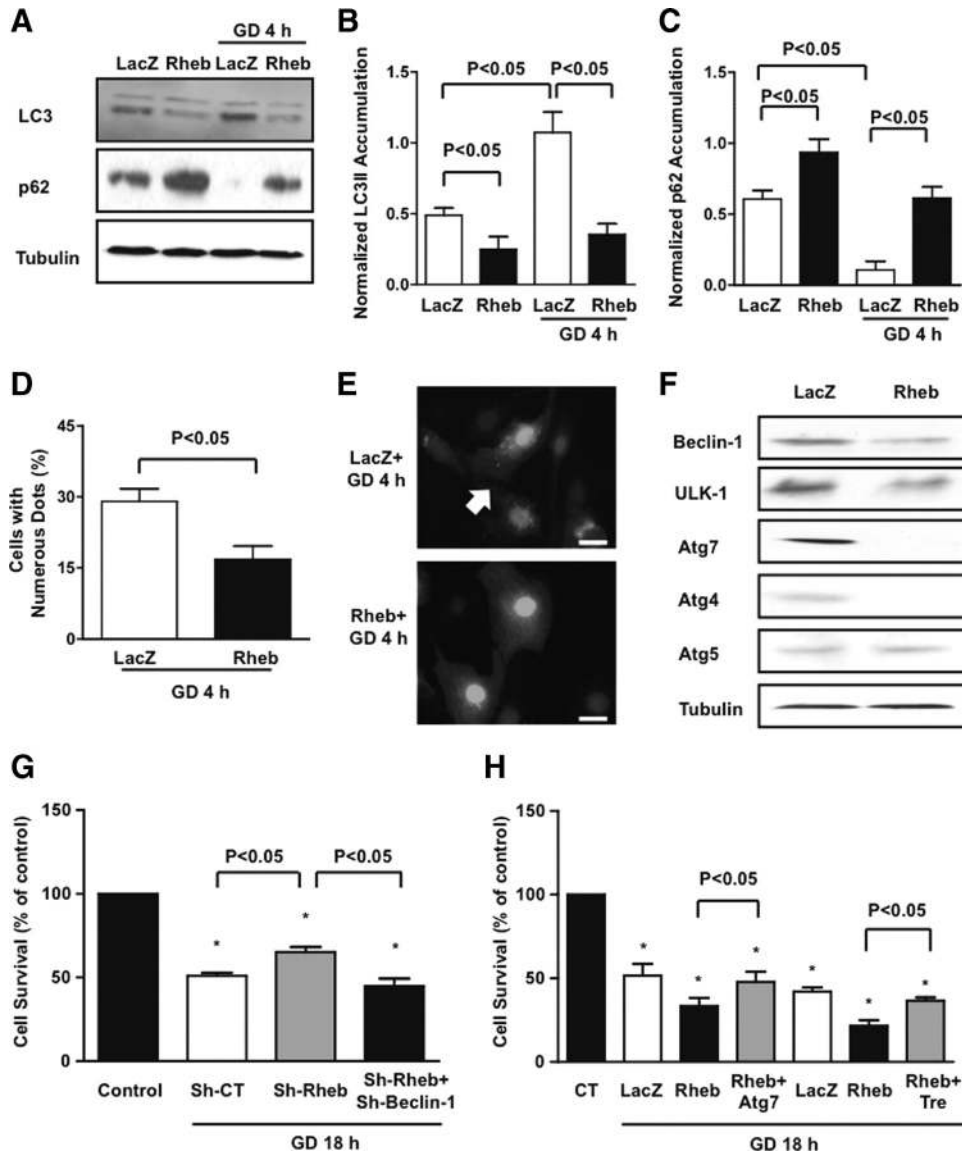 A
GD 4 h
LacZ Rheb LacZ Rheb
LC3
p62
Tubulin
B
Normalized LC3II Accumulation
1.5
1.0
0.5
0.0
P<0.05
P<0.05
P<0.05
LacZ Rheb LacZ Rheb
GD 4 h
C
Normalized p62 Accumulation
1.5
1.0
0.5
0.0
P<0.05
P<0.05
P<0.05
LacZ Rheb LacZ Rheb
GD 4 h
D
Cells with
Numerous Dots (%)
45
30
15
0
P<0.05
LacZ Rheb
GD 4 h
E
LacZ+
GD 4 h
Rheb+
GD 4 h
F
LacZ Rheb
Beclin-1
ULK-1
Atg7
Atg4
Atg5
Tubulin
G
Cell Survival (% of control)
150
100
50
0
P<0.05
P<0.05
*
*
*
Control Sh-CT Sh-Rheb Sh-Rheb+
Sh-Beclin-1
GD 18 h
H
Cell Survival (% of control)
150
100
50
0
P<0.05
P<0.05
*
*
*
*
*
*
CT LacZ Rheb Rheb+ LacZ Rheb Rheb+
Atg7 Tre
GD 18 h